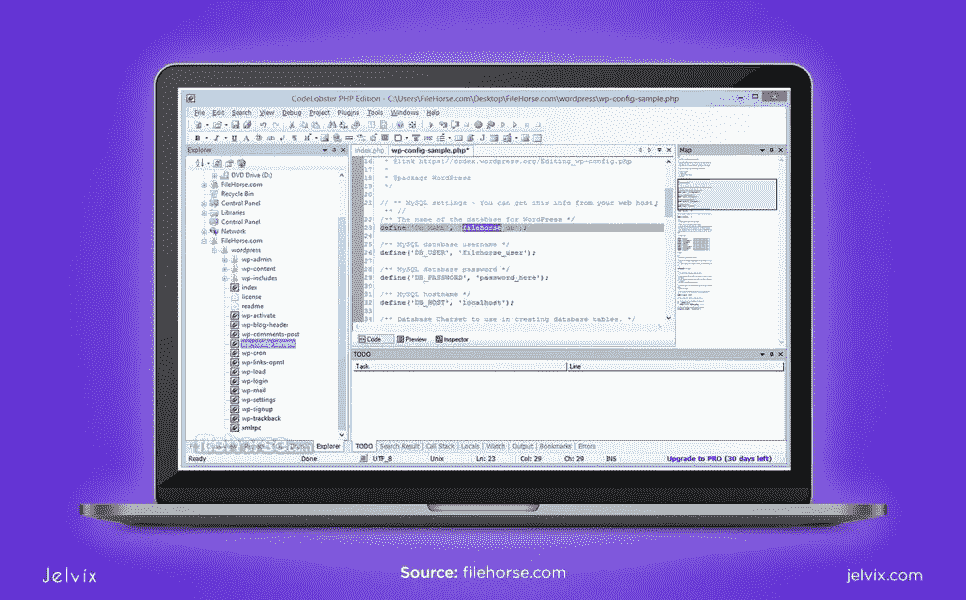 CodeLobster PHP Edition - C:\Users\FileHorse.com\Desktop\FileHorse.com\wordpress\wp-config-sample.php
File Edit Search View Debug Project Plugins Tools Windows Help
Explorer
DVD Drive (D:)
FileHorse.com
Recycle Bin
Control Panel
Libraries
Control Panel
Network
FileHorse.com
wordpress
wp-admin
wp-content
wp-includes
index
license
readme
wp-activate
wp-blog-header
wp-comments-post
wp-config-sample
wp-cron
wp-links-opml
wp-load
wp-login
wp-mail
wp-settings
wp-signup
wp-trackback
xmlrpc
Explorer
index.php wp-config-sample.php*
16 * @link https://codex.wordpress.org/Editing_wp-config.php
17 *
18 * @package WordPress
19 */
20
21 // ** MySQL settings - You can get this info from your web host
** //
22 /** The name of the database for WordPress */
23 define('DB_NAME', 'filehorse_db');
24
25 /** MySQL database username */
26 define('DB_USER', 'filehorse_user');
27
28 /** MySQL database password */
29 define('DB_PASSWORD', 'password_here');
30
31 /** MySQL hostname */
32 define('DB_HOST', 'localhost');
33
34 /** Database Charset to use in creating database tables. */
Code Preview Inspector
Map
TODO
Task Line
TODO Search Result Call Stack Locals Watch Output Bookmarks Errors
Ready Done UTF_8 Unix Ln: 23 Col: 29 Ch: 29 INS Upgrade to PRO (30 days left)
Jelvix
Source: filehorse.com
jelvix.com